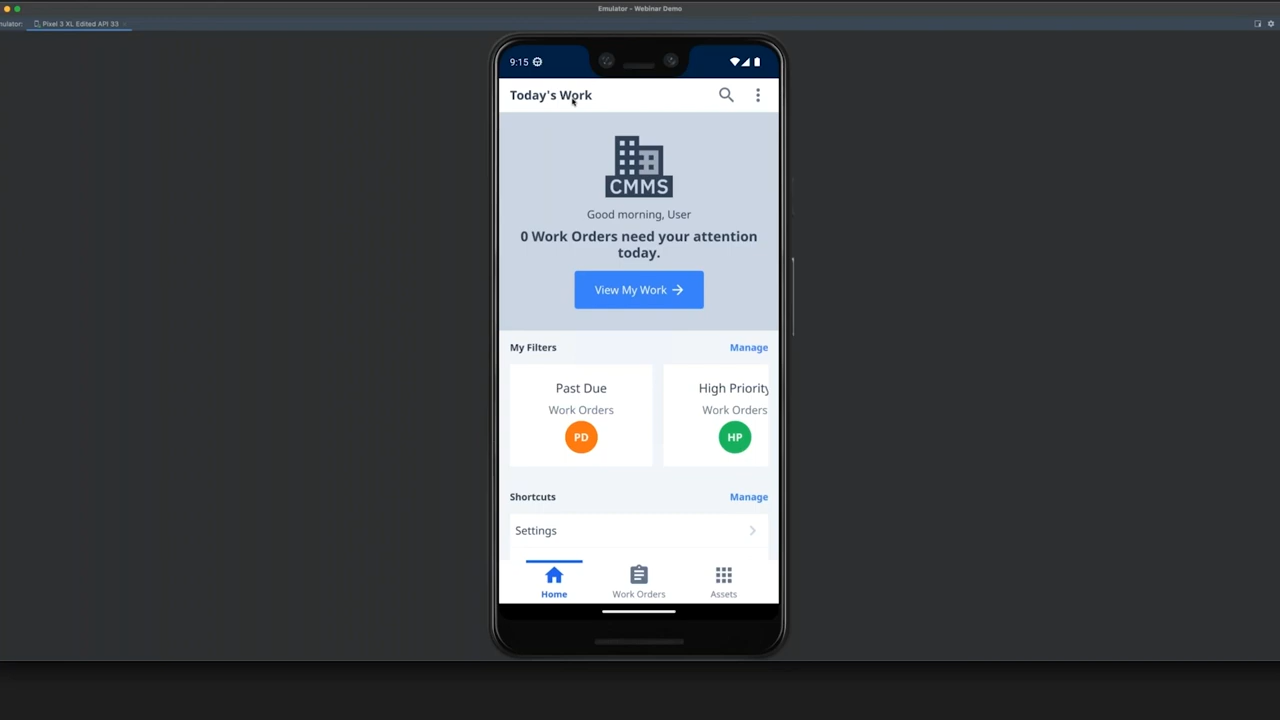 Emulator - Webinar Demo
mulator:
Pixel 3 XL Edited API 33
9:15
Today's Work
CMMS
Good morning, User
0 Work Orders need your attention
today.
View My Work
My Filters
Manage
Past Due
High Priority
Work Orders
Work Orders
PD
HP
Shortcuts
Manage
Settings
Home
Work Orders
Assets